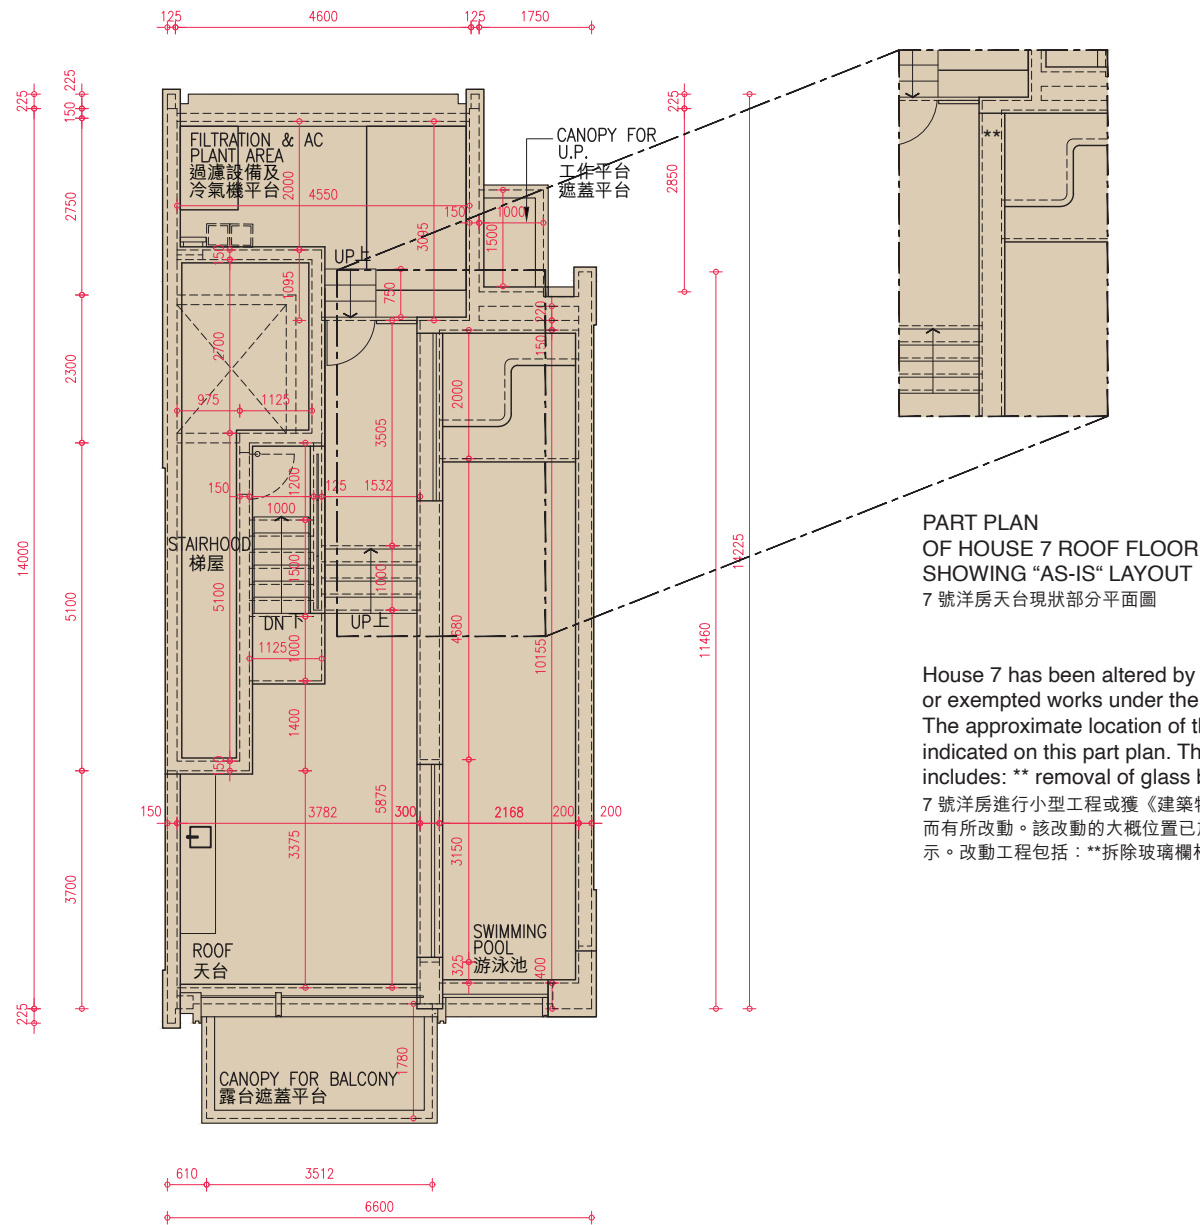 125
4600
125
1750
225
225
150
225
FILTRATION & AC
PLANT AREA
過濾設備及
冷氣機平台
2000
4550
CANOPY FOR
U.P.
工作平台
遮蓋平台
2850
2750
150
1000
1500
3095
UP上
150
1095
750
220
150
2700
2300
975
1125
2000
3505
1200
150
125
1532
1000
STAIRHOOD
梯屋
1500
1000
14000
5100
5100
DN下
UP上
1125
1000
4680
10155
11460
14225
1400
50
5875
150
3782
300
2168
200
200
3375
3150
3700
ROOF
天台
SWIMMING
POOL
游泳池
325
400
225
1780
CANOPY FOR BALCONY
露台遮蓋平台
610
3512
6600
**
PART PLAN
OF HOUSE 7 ROOF FLOOR
SHOWING “AS-IS“ LAYOUT
7 號洋房天台現狀部分平面圖
House 7 has been altered by
or exempted works under the
The approximate location of
indicated on this part plan. Th
includes: ** removal of glass
7 號洋房進行小型工程或獲《建築
而有所改動。該改動的大概位置已
示。改動工程包括：**拆除玻璃欄